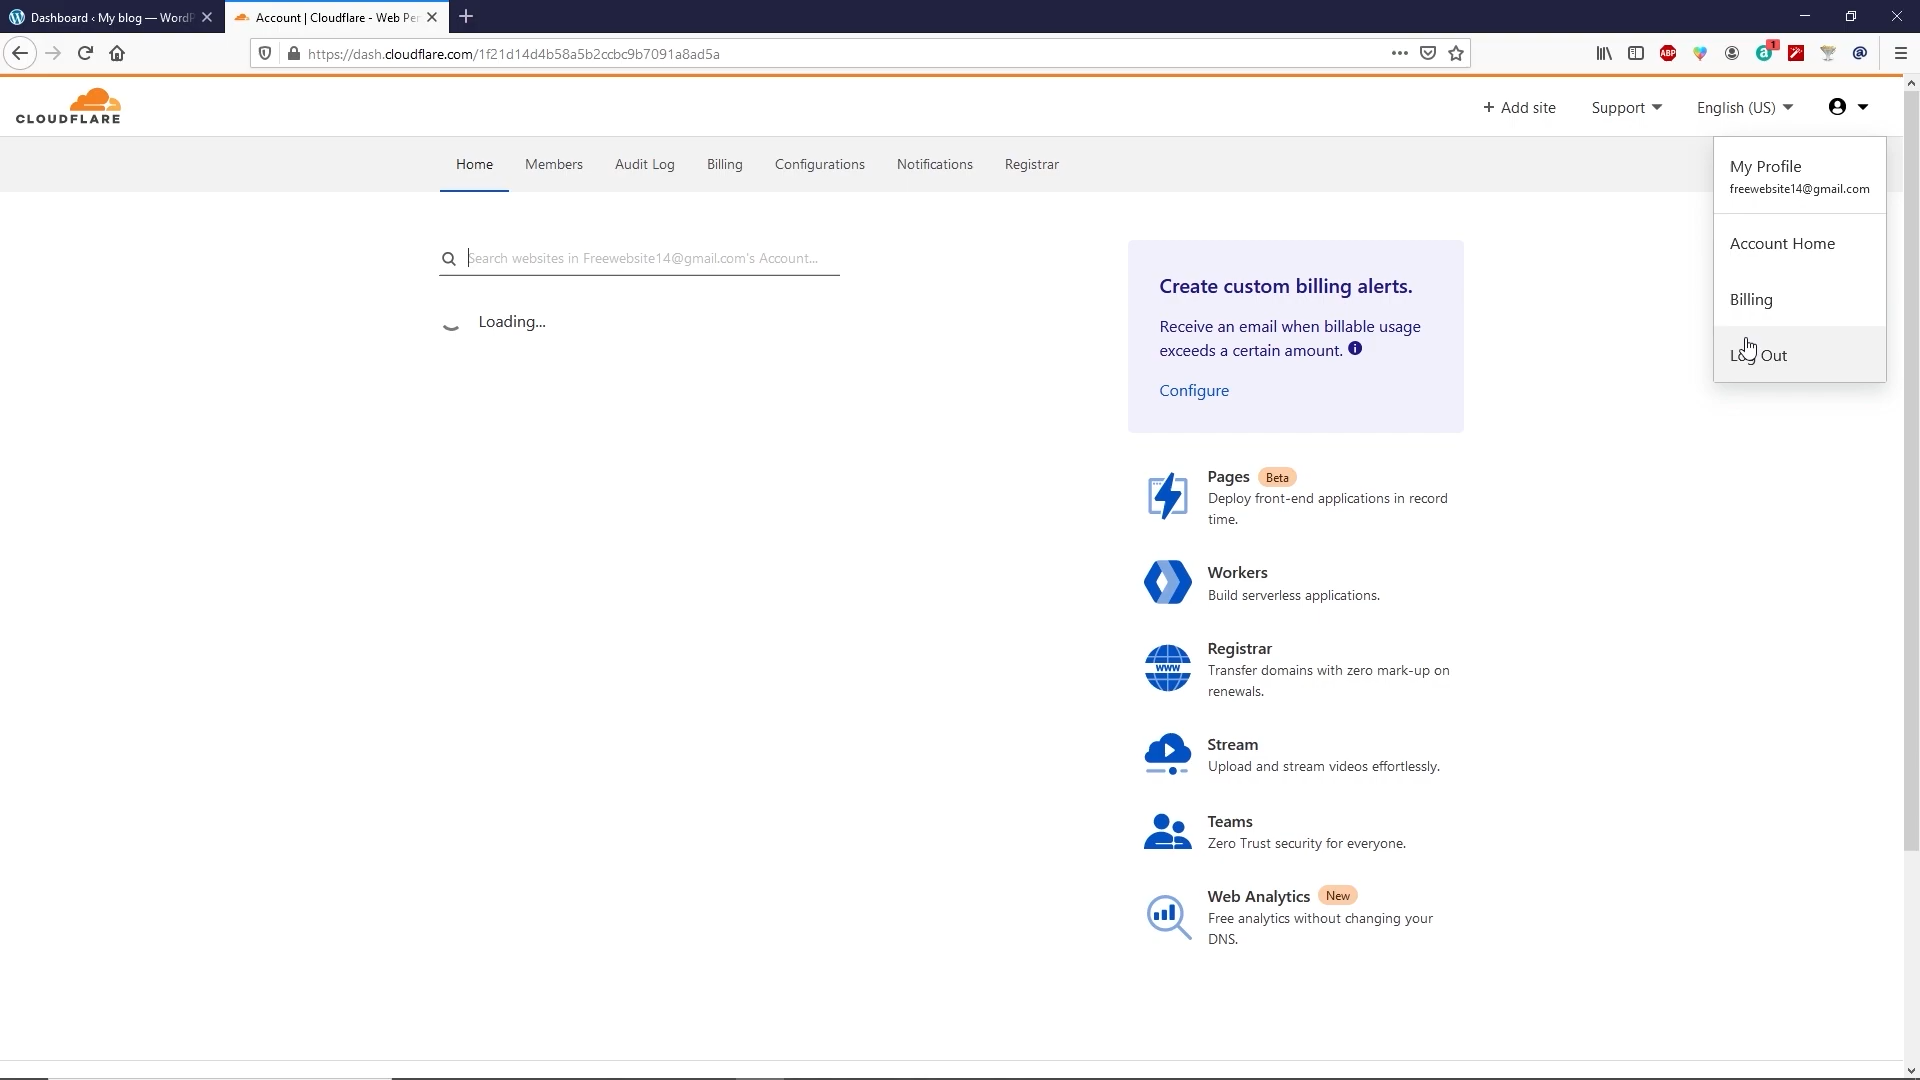 Dashboard ‹ My blog — WordP
Account | Cloudflare - Web Per
https://dash.cloudflare.com/1f21d14d4b58a5b2ccbc9b7091a8ad5a
ABP
1
CLOUDFLARE
+ Add site
Support
English (US)
Home
Members
Audit Log
Billing
Configurations
Notifications
Registrar
My Profile
freewebsite14@gmail.com
Account Home
Billing
Log Out
Search websites in Freewebsite14@gmail.com's Account...
Loading...
Create custom billing alerts.
Receive an email when billable usage
exceeds a certain amount.
Configure
Pages Beta
Deploy front-end applications in record
time.
Workers
Build serverless applications.
WWW
Registrar
Transfer domains with zero mark-up on
renewals.
Stream
Upload and stream videos effortlessly.
Teams
Zero Trust security for everyone.
Web Analytics New
Free analytics without changing your
DNS.